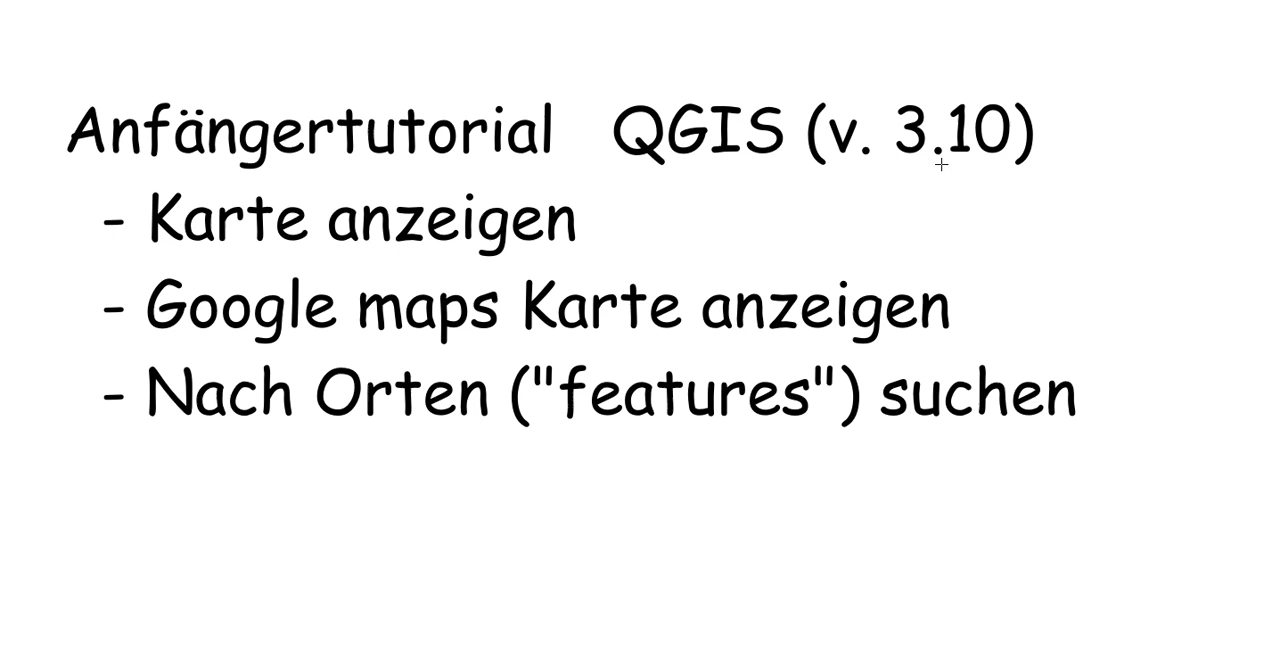 Anfängertutorial QGIS (v. 3.10)
- Karte anzeigen
- Google maps Karte anzeigen
- Nach Orten ("features") suchen